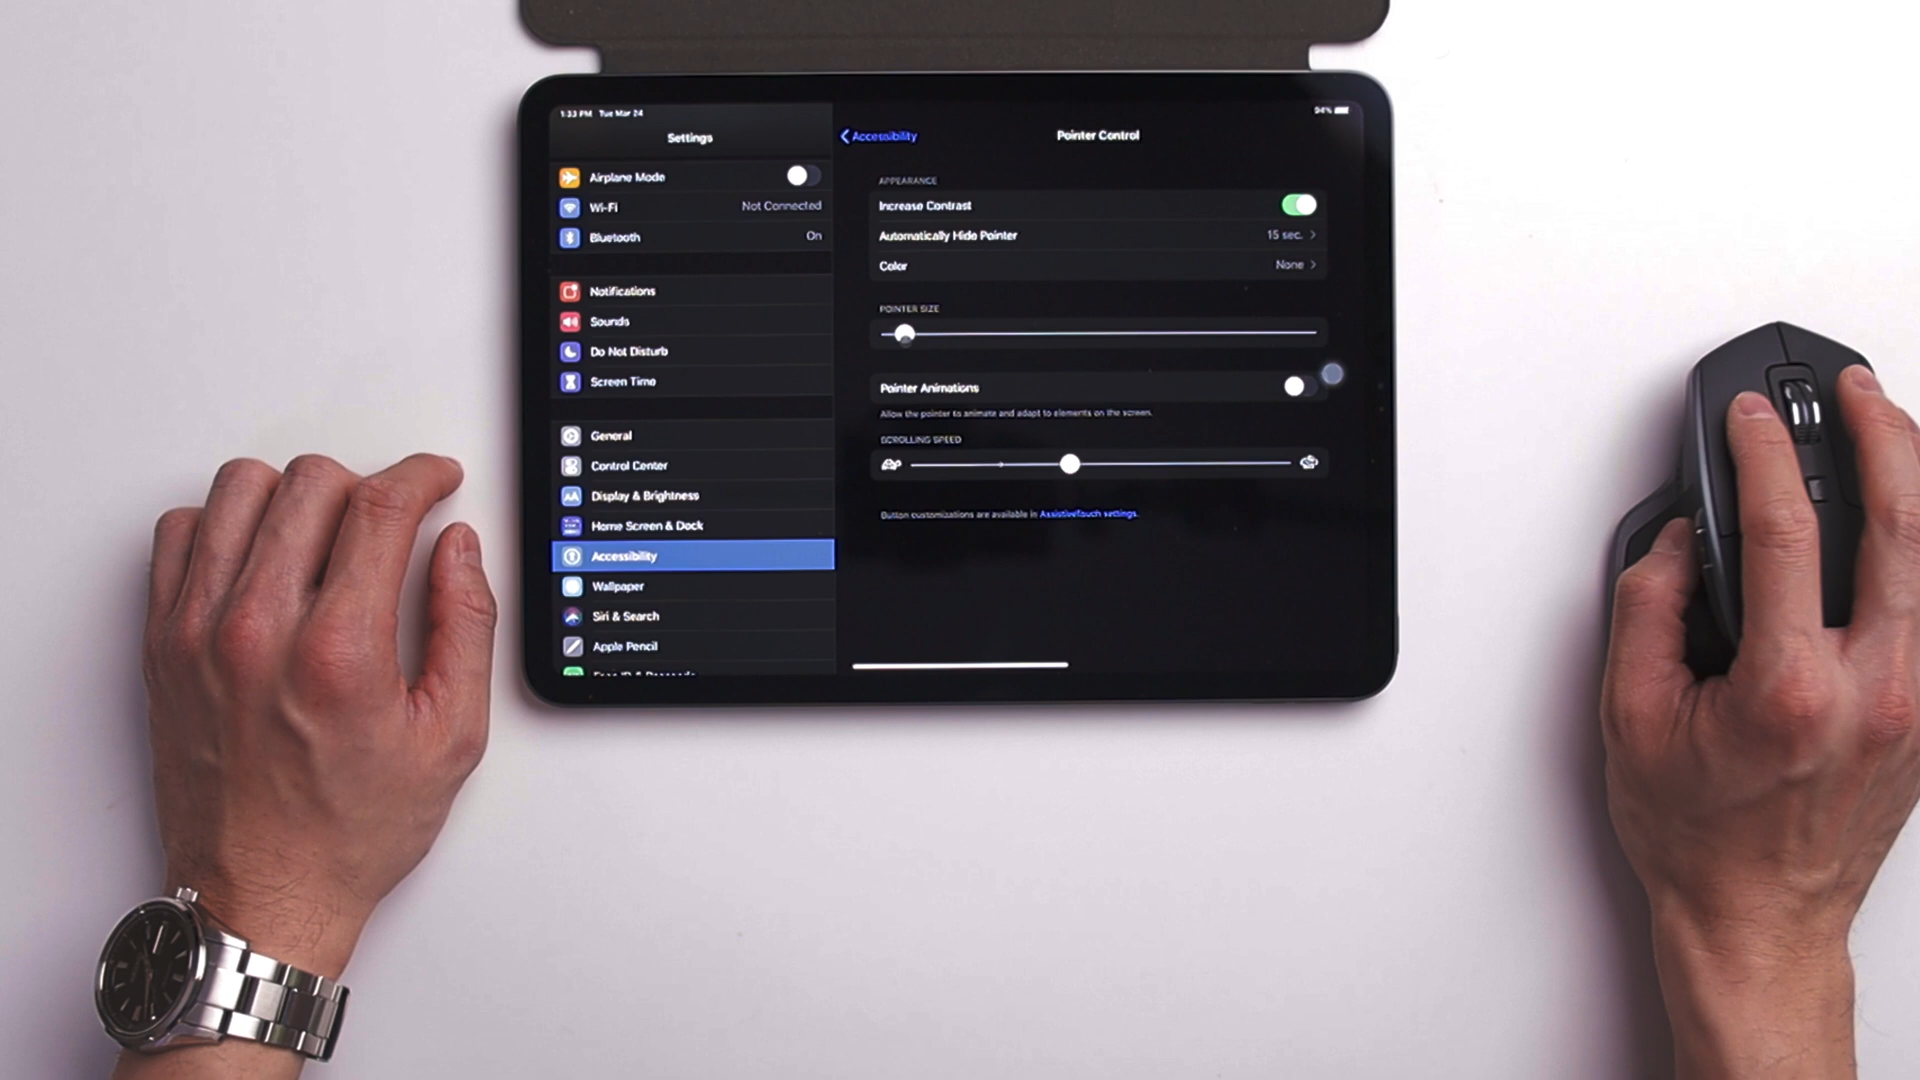 1:33 PM Tue Mar 24
94%
Settings
Airplane Mode
Wi-Fi Not Connected
Bluetooth On
Notifications
Sounds
Do Not Disturb
Screen Time
General
Control Center
AA Display & Brightness
Home Screen & Dock
Accessibility
Wallpaper
Siri & Search
Apple Pencil
Accessibility
Pointer Control
APPEARANCE
Increase Contrast
Automatically Hide Pointer 15 sec.
Color None
POINTER SIZE
Pointer Animations
Allow the pointer to animate and adapt to elements on the screen.
SCROLLING SPEED
Button customizations are available in AssistiveTouch settings.